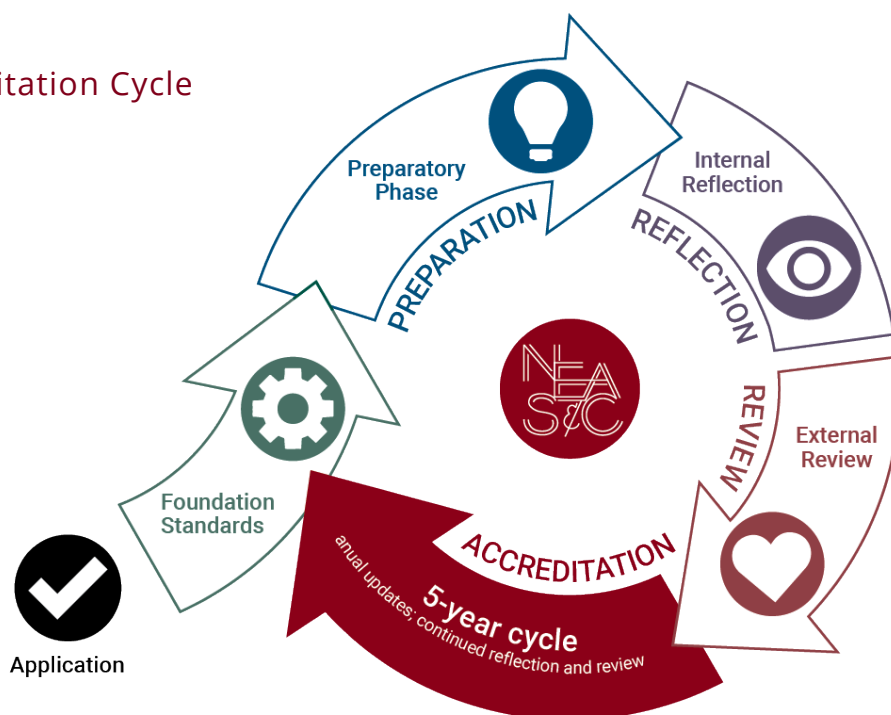 itation Cycle
Preparatory
Phase
PREPARATION
Internal
Reflection
REFLECTION
NEEA
S&C
REVIEW
External
Review
Foundation
Standards
ACCREDITATION
5-year cycle
anual updates; continued reflection and review
Application